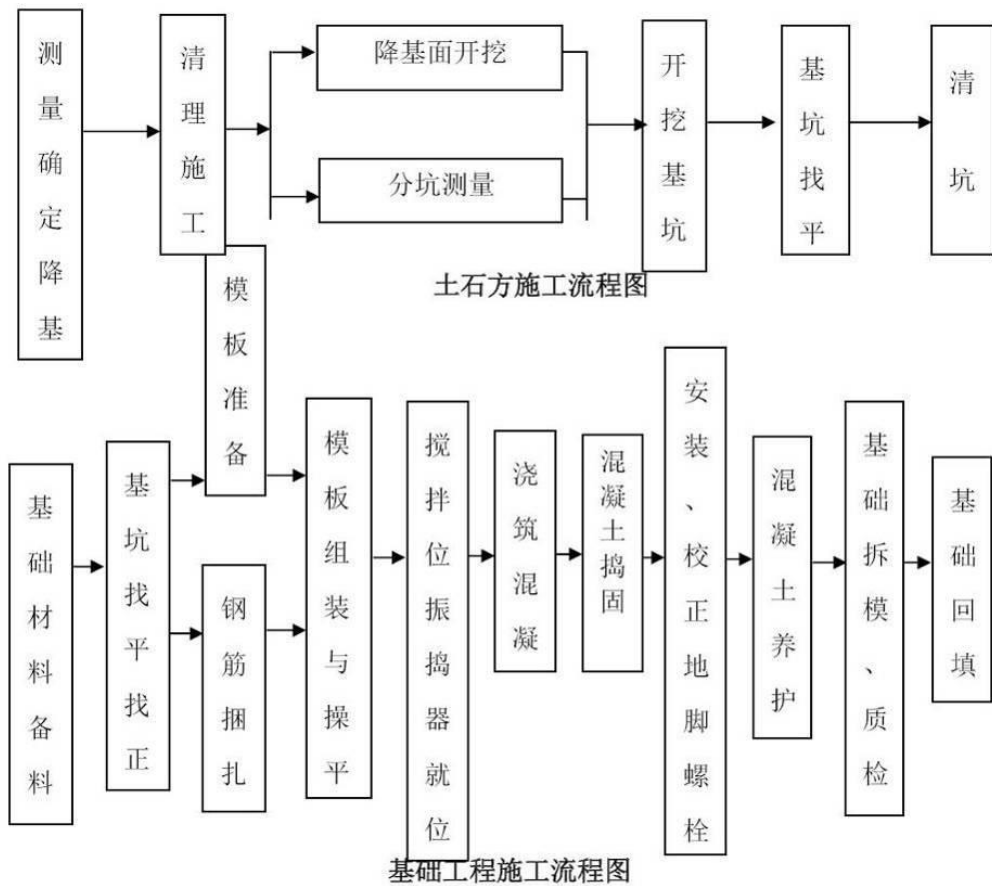 测量确定降基
清理施工
降基面开挖
分坑测量
开挖基坑
基坑找平
清坑
土石方施工流程图
基础材料备料
基坑找平找正
模板准备
钢筋捆扎
模板组装与操平
搅拌位振捣器就位
浇筑混凝
混凝土捣固
安装、校正地脚螺栓
混凝土养护
基础拆模、质检
基础回填
基础工程施工流程图